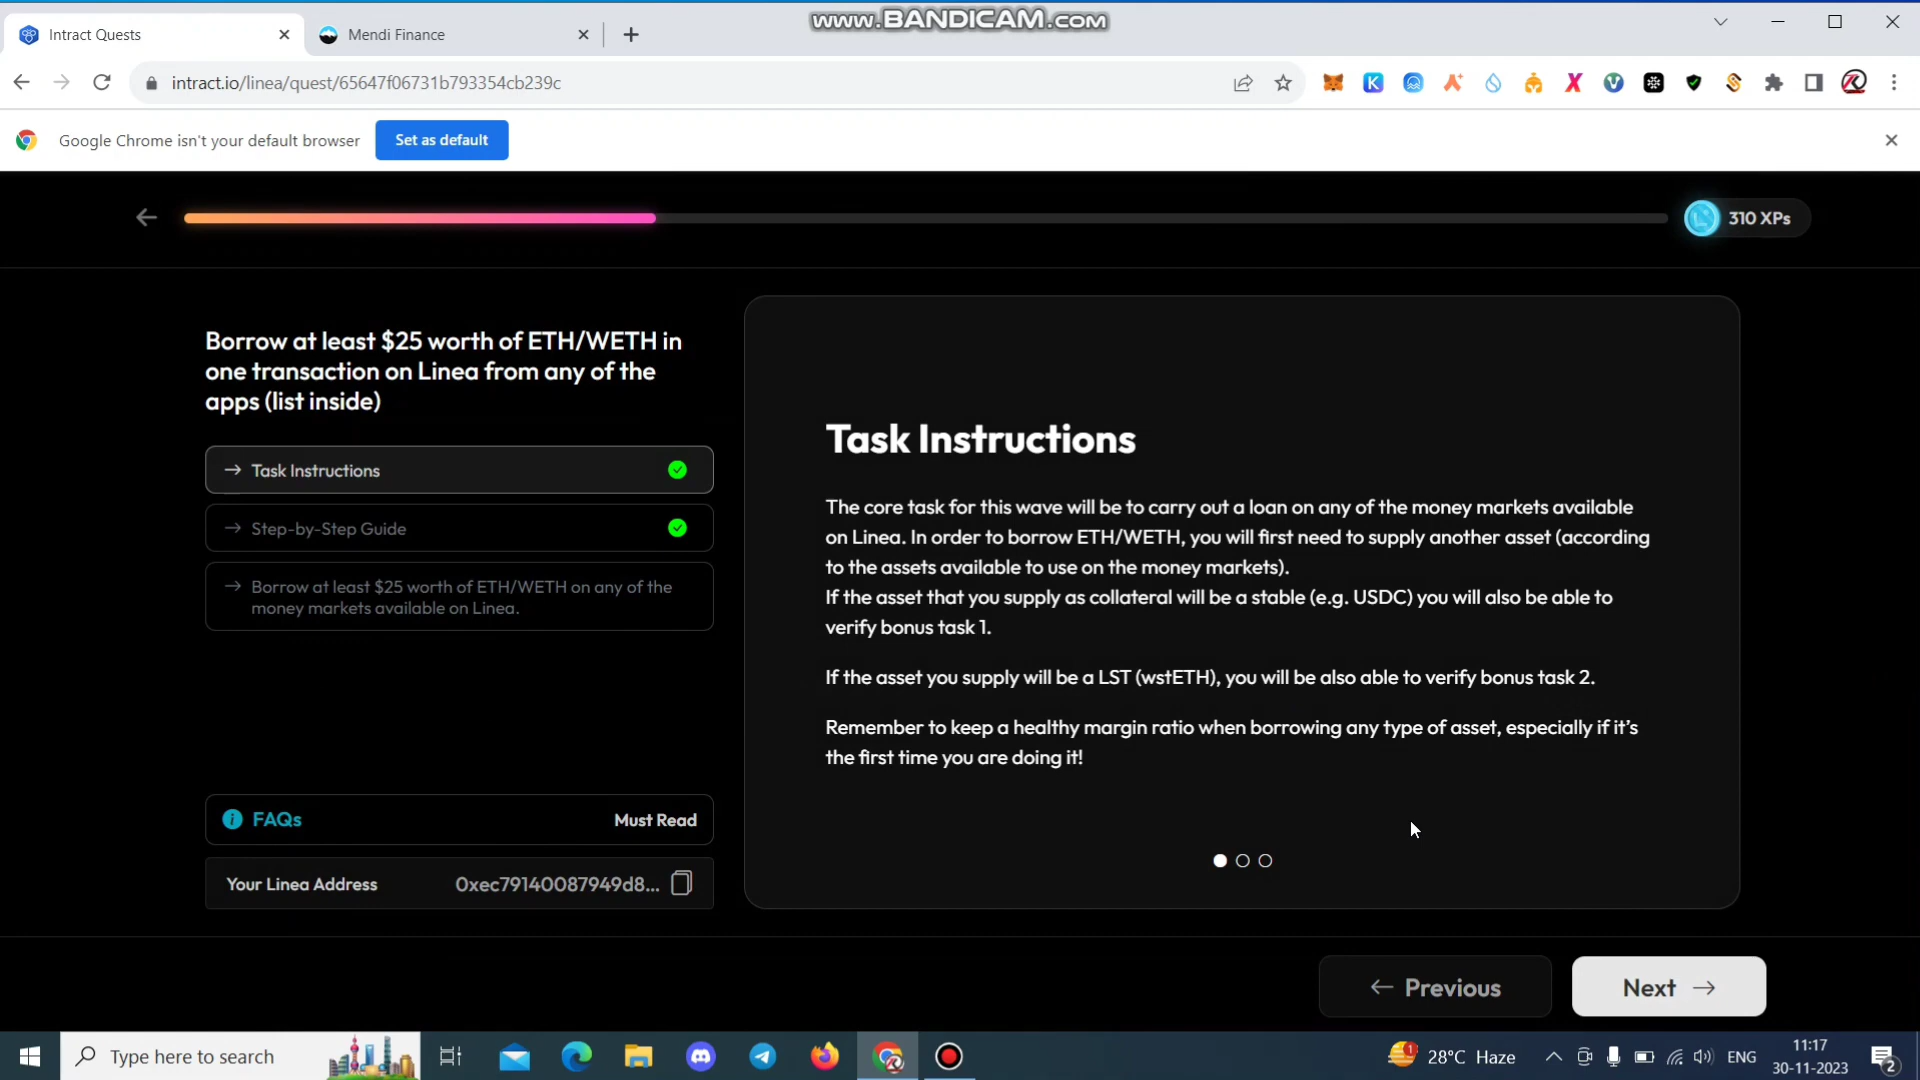 www.BANDICAM.com
Intract Quests
Mendi Finance
intract.io/linea/quest/65647f06731b793354cb239c
Google Chrome isn't your default browser
Set as default
310 XPs
Borrow at least $25 worth of ETH/WETH in
one transaction on Linea from any of the
apps (list inside)
→ Task Instructions
→ Step-by-Step Guide
→ Borrow at least $25 worth of ETH/WETH on any of the
money markets available on Linea.
FAQs
Must Read
Your Linea Address
0xec79140087949d8...
Task Instructions
The core task for this wave will be to carry out a loan on any of the money markets available
on Linea. In order to borrow ETH/WETH, you will first need to supply another asset (according
to the assets available to use on the money markets).
If the asset that you supply as collateral will be a stable (e.g. USDC) you will also be able to
verify bonus task 1.
If the asset you supply will be a LST (wstETH), you will be also able to verify bonus task 2.
Remember to keep a healthy margin ratio when borrowing any type of asset, especially if it's
the first time you are doing it!
← Previous
Next →
Type here to search
1
28°C Haze
ENG
11:17
30-11-2023
2